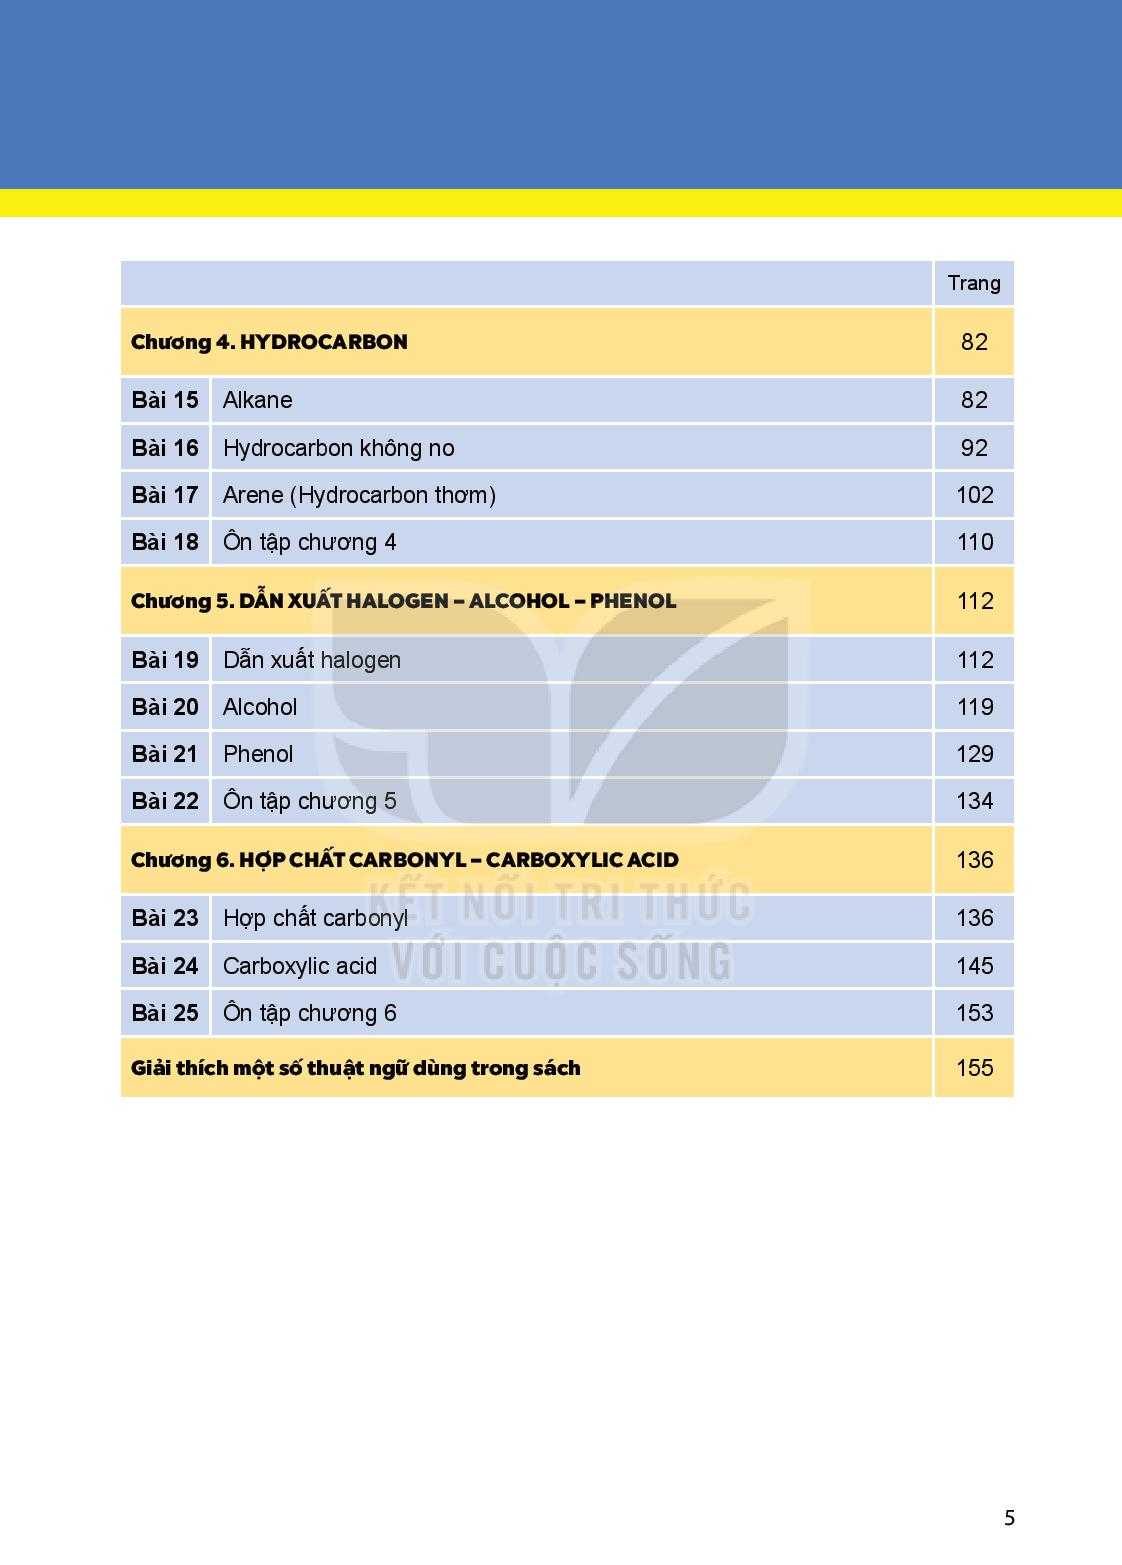 Trang
Chương 4. HYDROCARBON 82
Bài 15 Alkane 82
Bài 16 Hydrocarbon không no 92
Bài 17 Arene (Hydrocarbon thơm) 102
Bài 18 Ôn tập chương 4 110
Chương 5. DẪN XUẤT HALOGEN – ALCOHOL – PHENOL 112
Bài 19 Dẫn xuất halogen 112
Bài 20 Alcohol 119
Bài 21 Phenol 129
Bài 22 Ôn tập chương 5 134
Chương 6. HỢP CHẤT CARBONYL – CARBOXYLIC ACID 136
KẾT NỐI TRI THỨC
Bài 23 Hợp chất carbonyl 136
VỚI CUỘC SỐNG
Bài 24 Carboxylic acid 145
Bài 25 Ôn tập chương 6 153
Giải thích một số thuật ngữ dùng trong sách 155
5